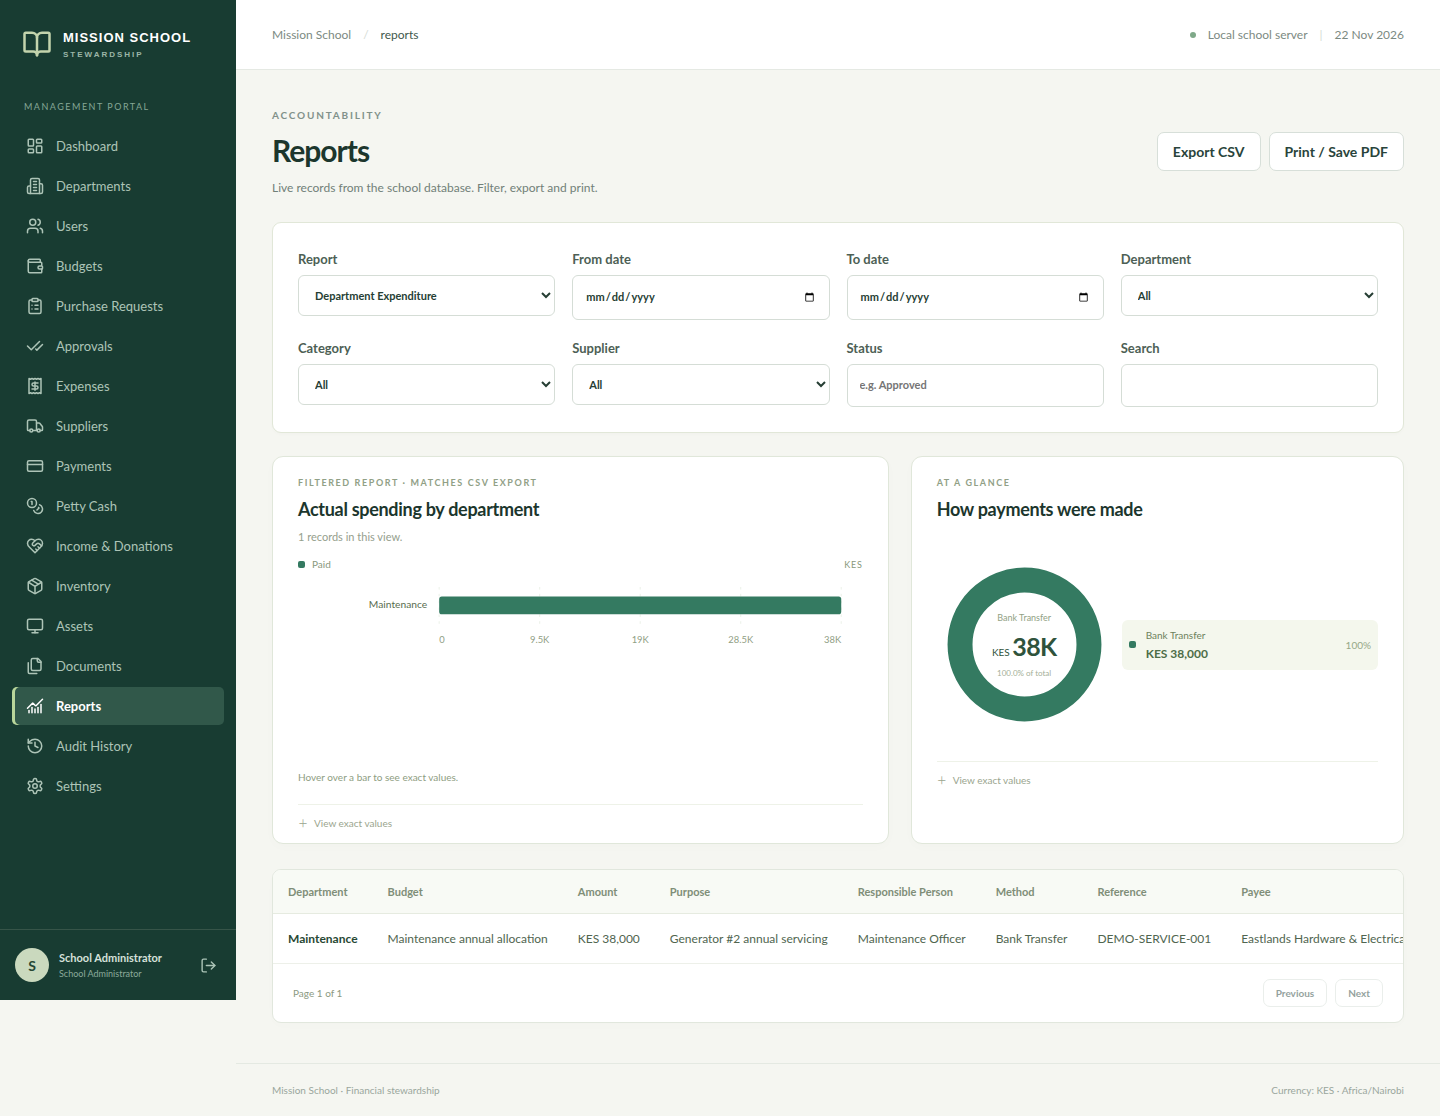 MISSION SCHOOL
STEWARDSHIP
MANAGEMENT PORTAL
Dashboard
Departments
Users
Budgets
Purchase Requests
Approvals
Expenses
Suppliers
Payments
Petty Cash
Income & Donations
Inventory
Assets
Documents
Reports
Audit History
Settings
S
School Administrator
School Administrator
Mission School / reports
Local school server | 22 Nov 2026
ACCOUNTABILITY
Reports
Live records from the school database. Filter, export and print.
Export CSV
Print / Save PDF
Report
From date
To date
Department
Department Expenditure
mm/dd/yyyy
mm/dd/yyyy
All
Category
Supplier
Status
Search
All
All
e.g. Approved
FILTERED REPORT · MATCHES CSV EXPORT
Actual spending by department
1 records in this view.
Paid
KES
Maintenance
0 9.5K 19K 28.5K 38K
Hover over a bar to see exact values.
+ View exact values
AT A GLANCE
How payments were made
Bank Transfer
KES 38K
100.0% of total
Bank Transfer
KES 38,000
100%
+ View exact values
Department Budget Amount Purpose Responsible Person Method Reference Payee
Maintenance Maintenance annual allocation KES 38,000 Generator #2 annual servicing Maintenance Officer Bank Transfer DEMO-SERVICE-001 Eastlands Hardware & Electrica
Page 1 of 1
Previous
Next
Mission School · Financial stewardship
Currency: KES · Africa/Nairobi